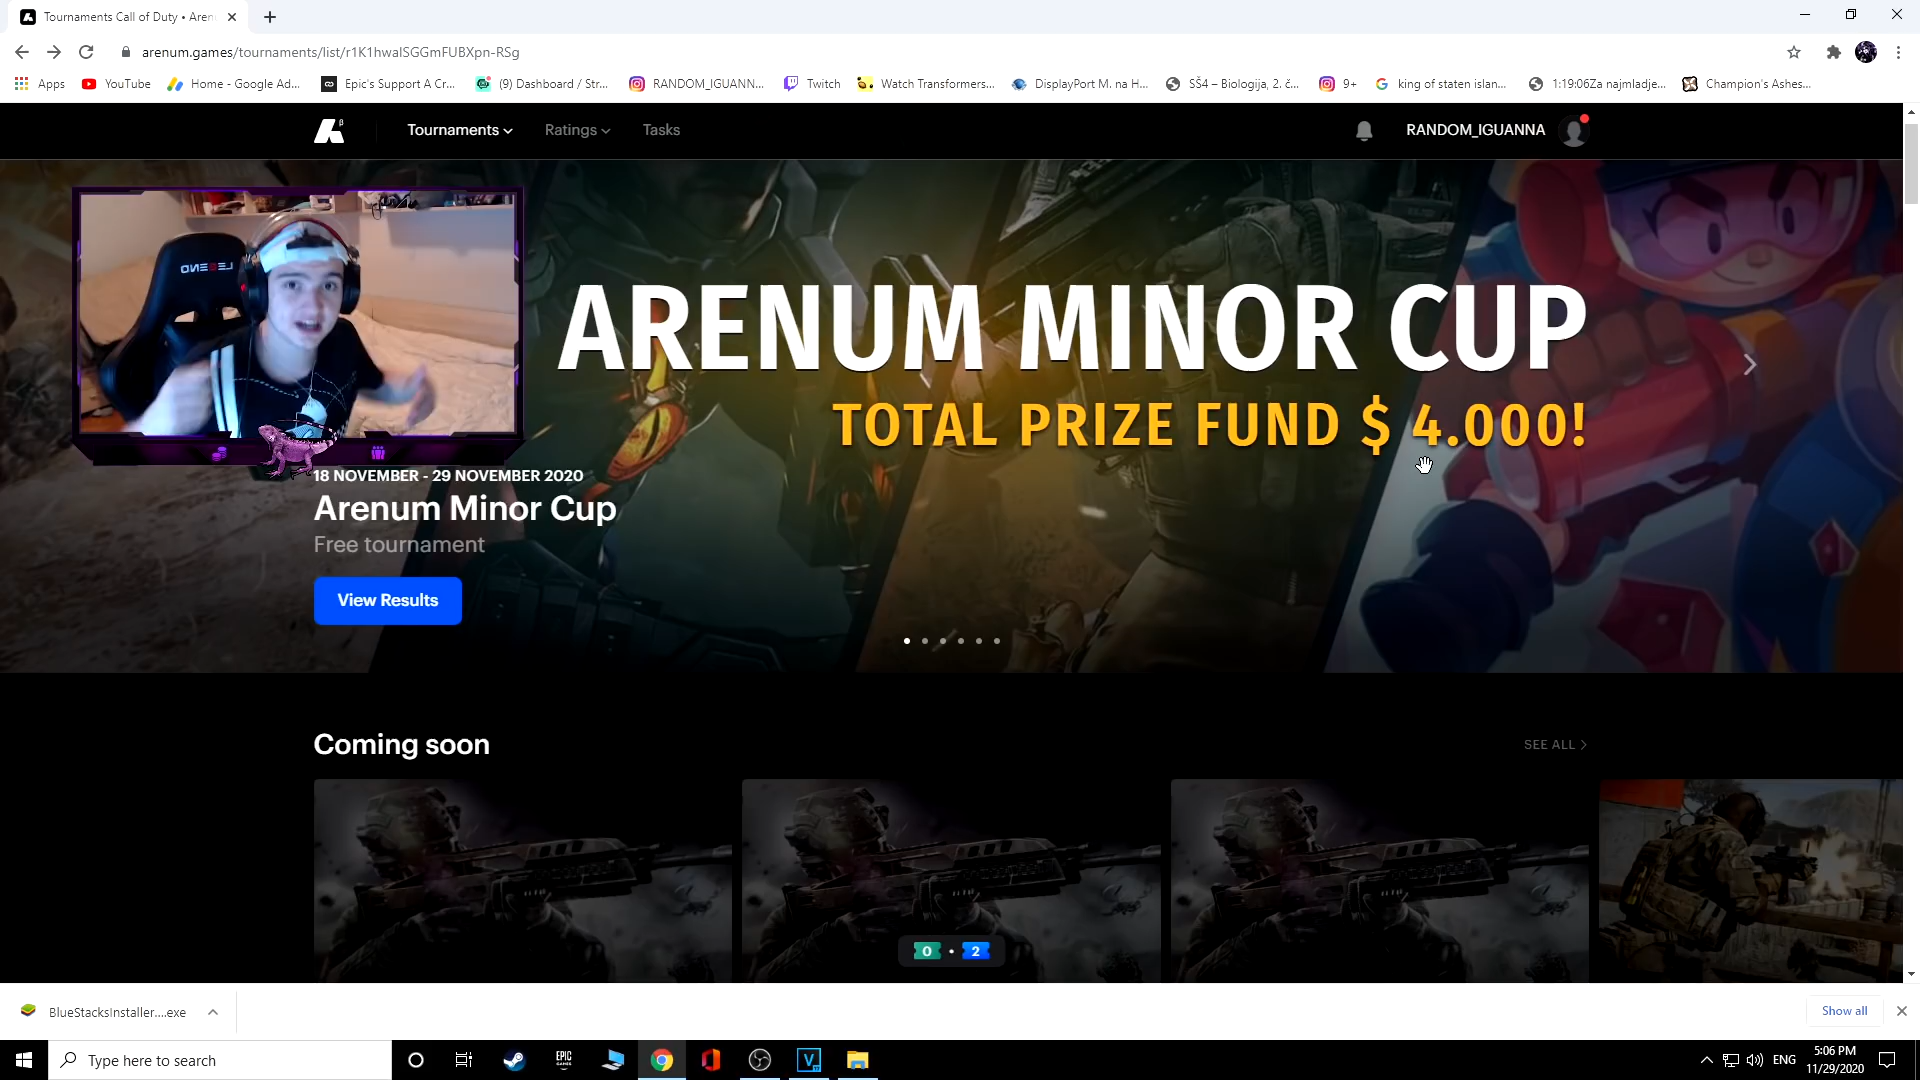 Tournaments Call of Duty • Aren
arenum.games/tournaments/list/r1K1hwaISGGmFUBXpn-RSg
Apps
YouTube
Home - Google Ad...
Epic's Support A Cr...
(9) Dashboard / Str...
RANDOM_IGUANN...
Twitch
Watch Transformers...
DisplayPort M. na H...
SŠ4 – Biologija, 2. č...
9+
king of staten islan...
1:19:06Za najmladje...
Champion's Ashes...
β
Tournaments
Ratings
Tasks
RANDOM_IGUANNA
LEGEND
ARENUM MINOR CUP
TOTAL PRIZE FUND $ 4.000!
18 NOVEMBER - 29 NOVEMBER 2020
Arenum Minor Cup
Free tournament
View Results
Coming soon
SEE ALL
0 • 2
BlueStacksInstaller....exe
Show all
Type here to search
EPIC
GAMES
V
ENG
5:06 PM
11/29/2020